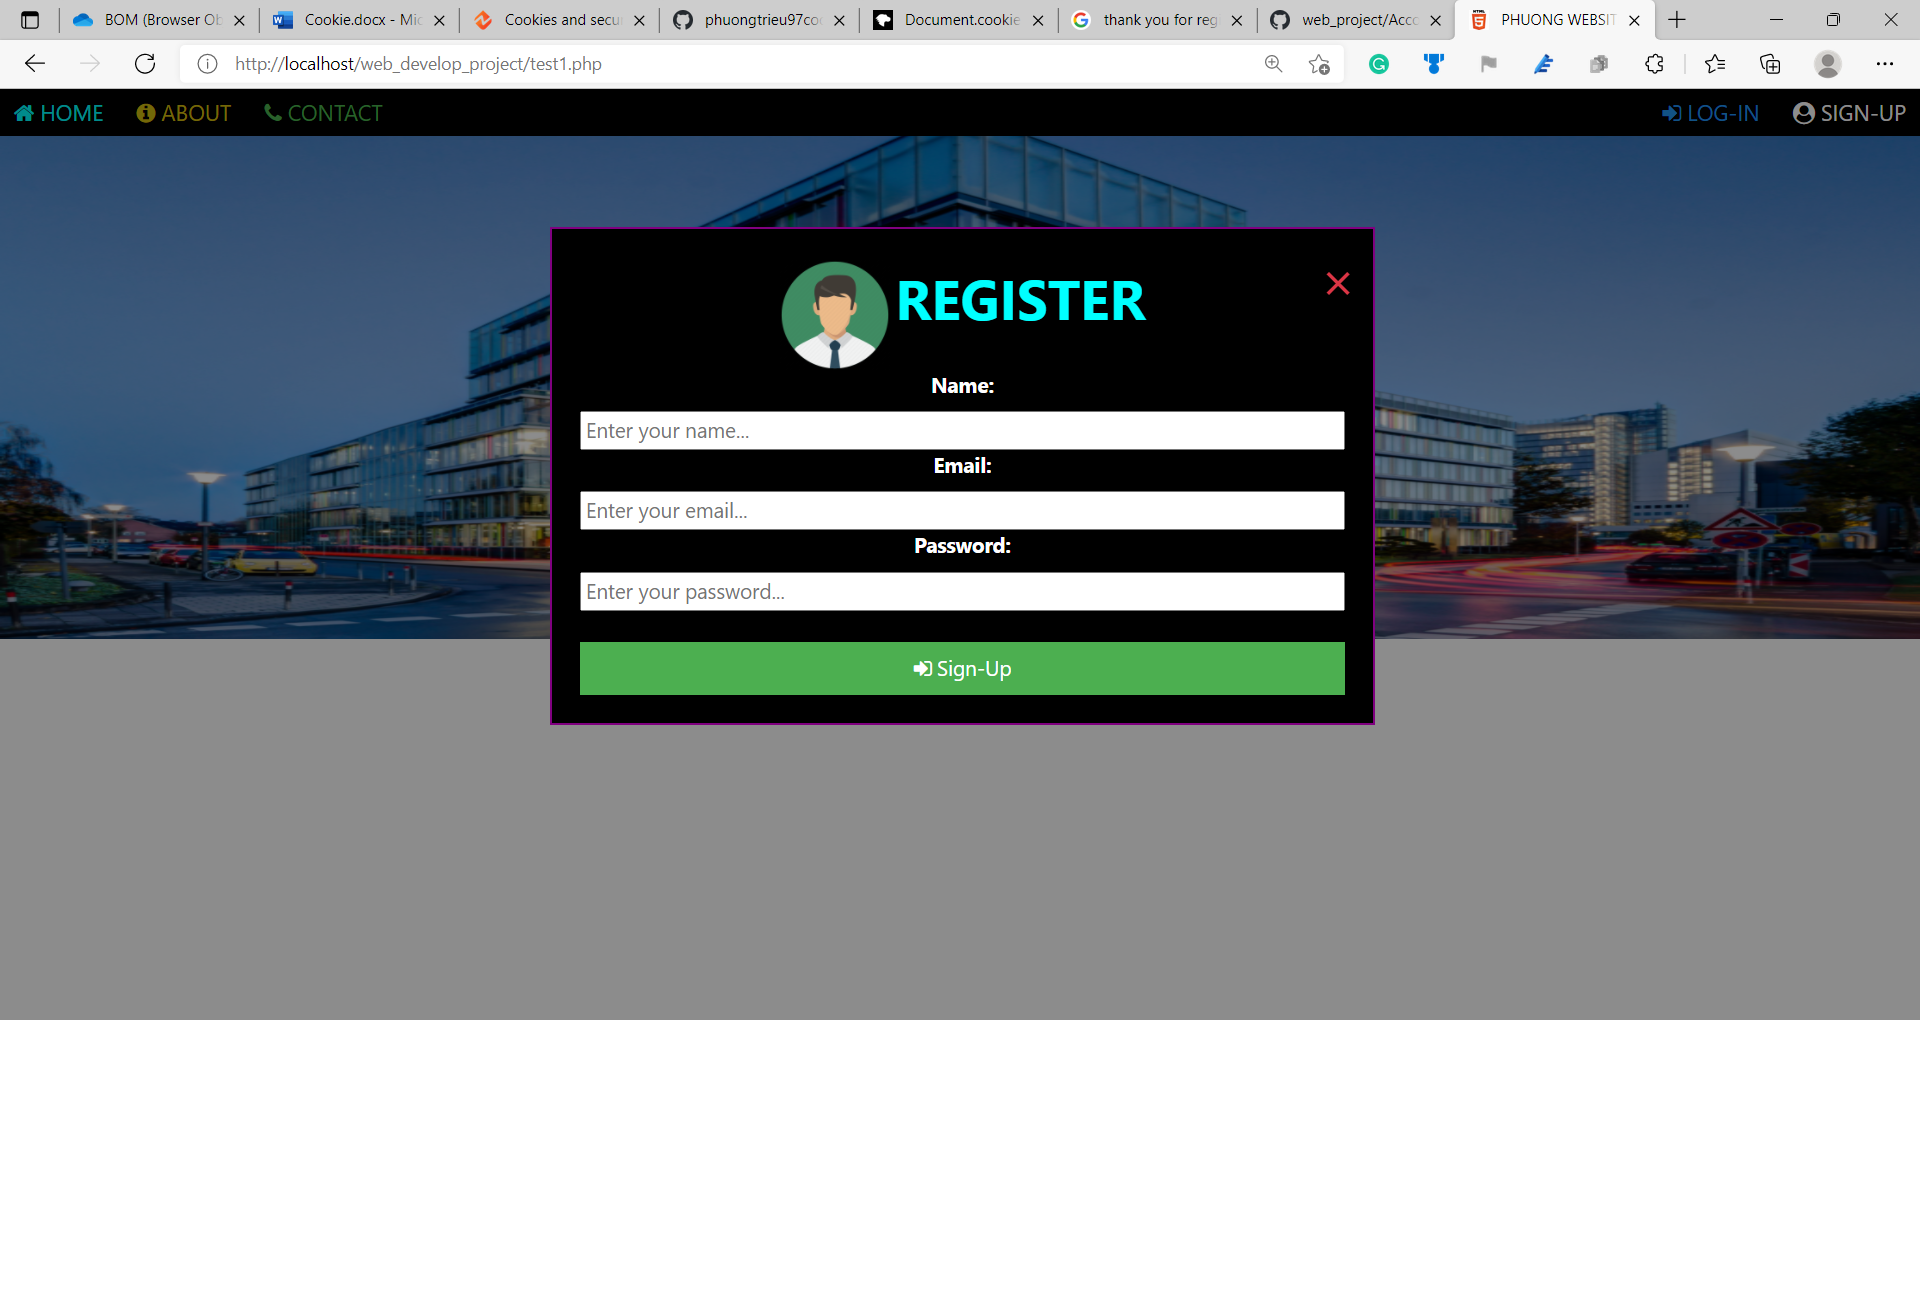 BOM (Browser Ob
Cookie.docx - Mic
Cookies and secu
phuongtrieu97co
Document.cookie
thank you for reg
web_project/Acco
PHUONG WEBSIT
http://localhost/web_develop_project/test1.php
HOME
ABOUT
CONTACT
LOG-IN
SIGN-UP
REGISTER
Name:
Enter your name...
Email:
Enter your email...
Password:
Enter your password...
Sign-Up